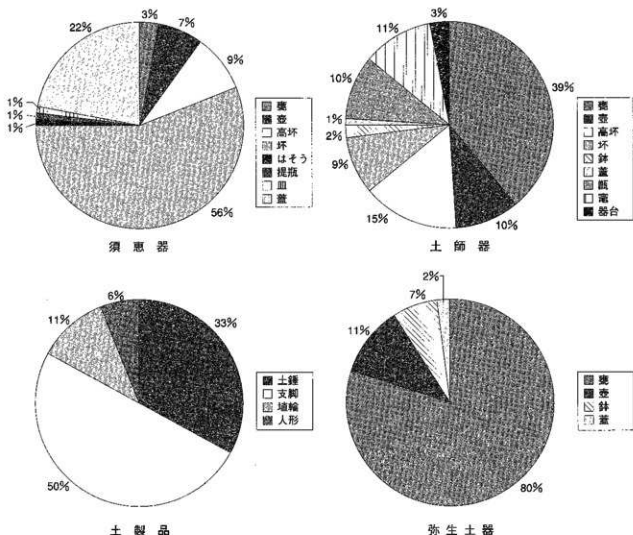 3%
7%
9%
56%
1%
1%
1%
22%
甕
壺
高坏
坏
はそう
提瓶
皿
蓋
須恵器
3%
39%
10%
15%
9%
2%
1%
10%
11%
甕
壺
高坏
坏
鉢
蓋
甑
竈
器台
土師器
6%
33%
50%
11%
土錘
支脚
埴輪
人形
土製品
2%
7%
11%
80%
甕
壺
鉢
蓋
弥生土器